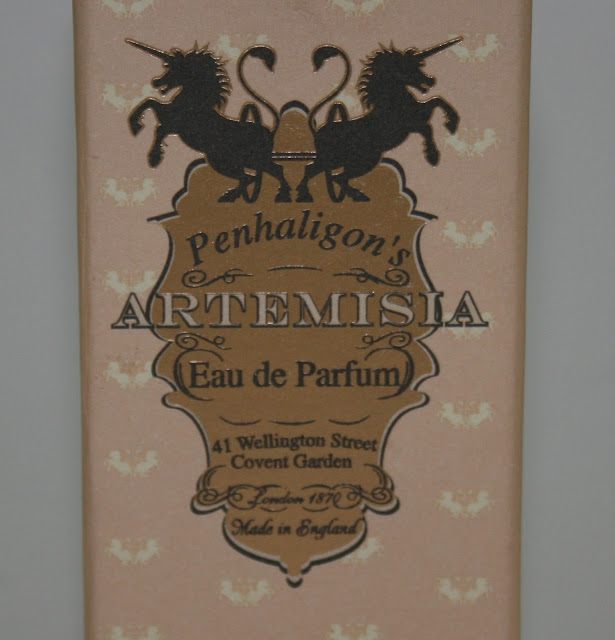 Penhaligon's
ARTEMISIA
Eau de Parfum
41 Wellington Street
Covent Garden
London 1870
Made in England